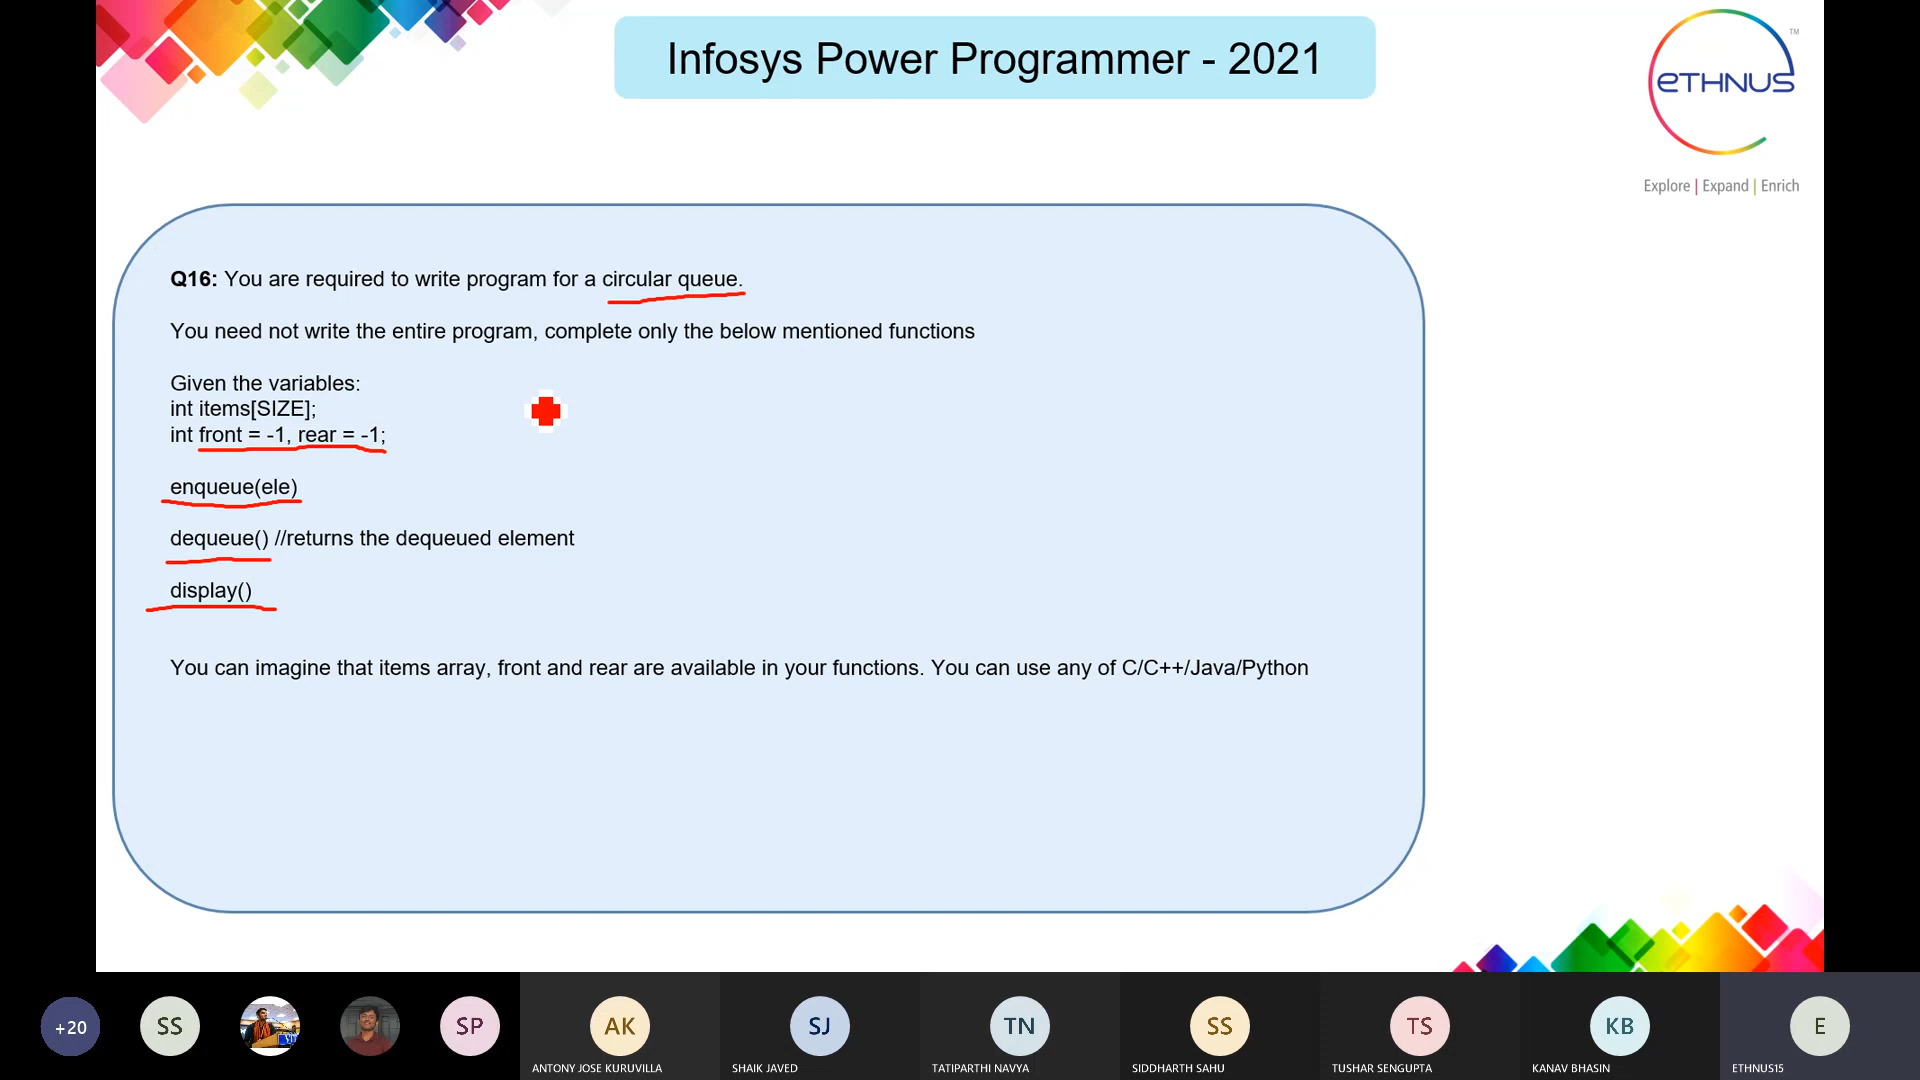 Infosys Power Programmer - 2021
eTHNUS
TM
Explore | Expand | Enrich
Q16: You are required to write program for a circular queue.
You need not write the entire program, complete only the below mentioned functions
Given the variables:
int items[SIZE];
int front = -1, rear = -1;
enqueue(ele)
dequeue() //returns the dequeued element
display()
You can imagine that items array, front and rear are available in your functions. You can use any of C/C++/Java/Python
+20
SS
SP
AK
SJ
TN
SS
TS
KB
E
ANTONY JOSE KURUVILLA
SHAIK JAVED
TATIPARTHI NAVYA
SIDDHARTH SAHU
TUSHAR SENGUPTA
KANAV BHASIN
ETHNUS15